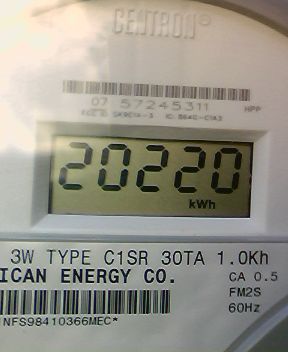 CENTRON®
07 57245311 HPP
20220
kWh
3W TYPE C1SR 30TA 1.0Kh
ICAN ENERGY CO.
CA 0.5
FM2S
60Hz
NFS98410366MEC*